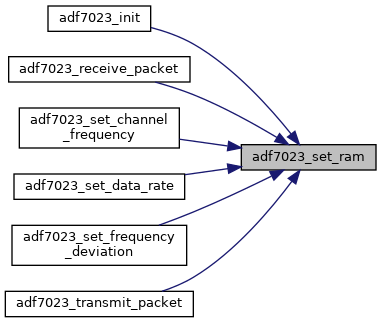 adf7023_init
adf7023_receive_packet
adf7023_set_channel
_frequency
adf7023_set_ram
adf7023_set_data_rate
adf7023_set_frequency
_deviation
adf7023_transmit_packet